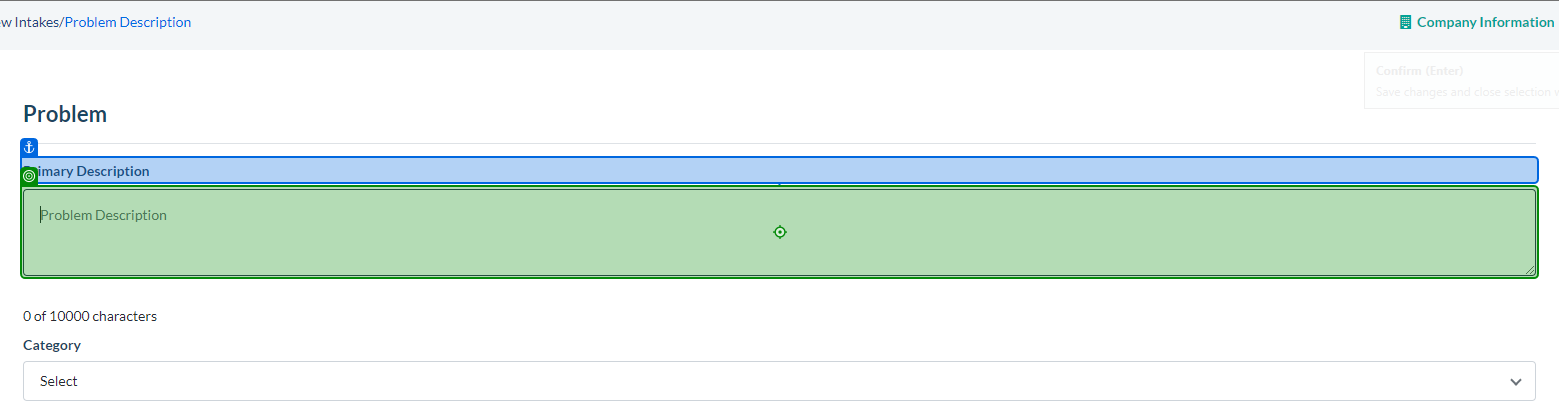 w Intakes/Problem Description
Company Information
Confirm (Enter)
Save changes and close selection
Problem
imary Description
Problem Description
0 of 10000 characters
Category
Select